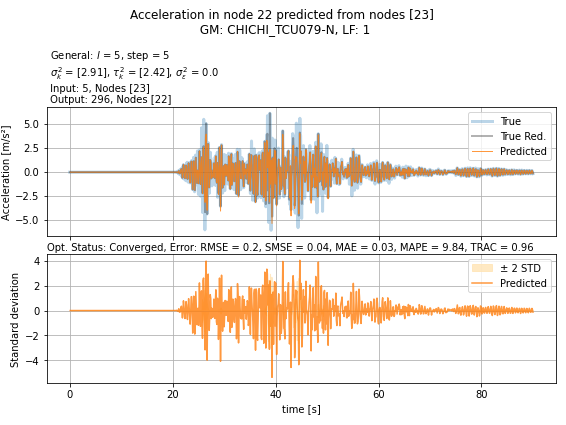 Acceleration in node 22 predicted from nodes [23]
GM: CHICHI_TCU079-N, LF: 1
General: l = 5, step = 5
σ²ₖ = [2.91], τ²ₖ = [2.42], σ²ε = 0.0
Input: 5, Nodes [23]
Output: 296, Nodes [22]
Acceleration [m/s²]
5.0
2.5
0.0
−2.5
−5.0
True
True Red.
Predicted
Opt. Status: Converged, Error: RMSE = 0.2, SMSE = 0.04, MAE = 0.03, MAPE = 9.84, TRAC = 0.96
Standard deviation
4
2
0
−2
−4
± 2 STD
Predicted
0 20 40 60 80
time [s]